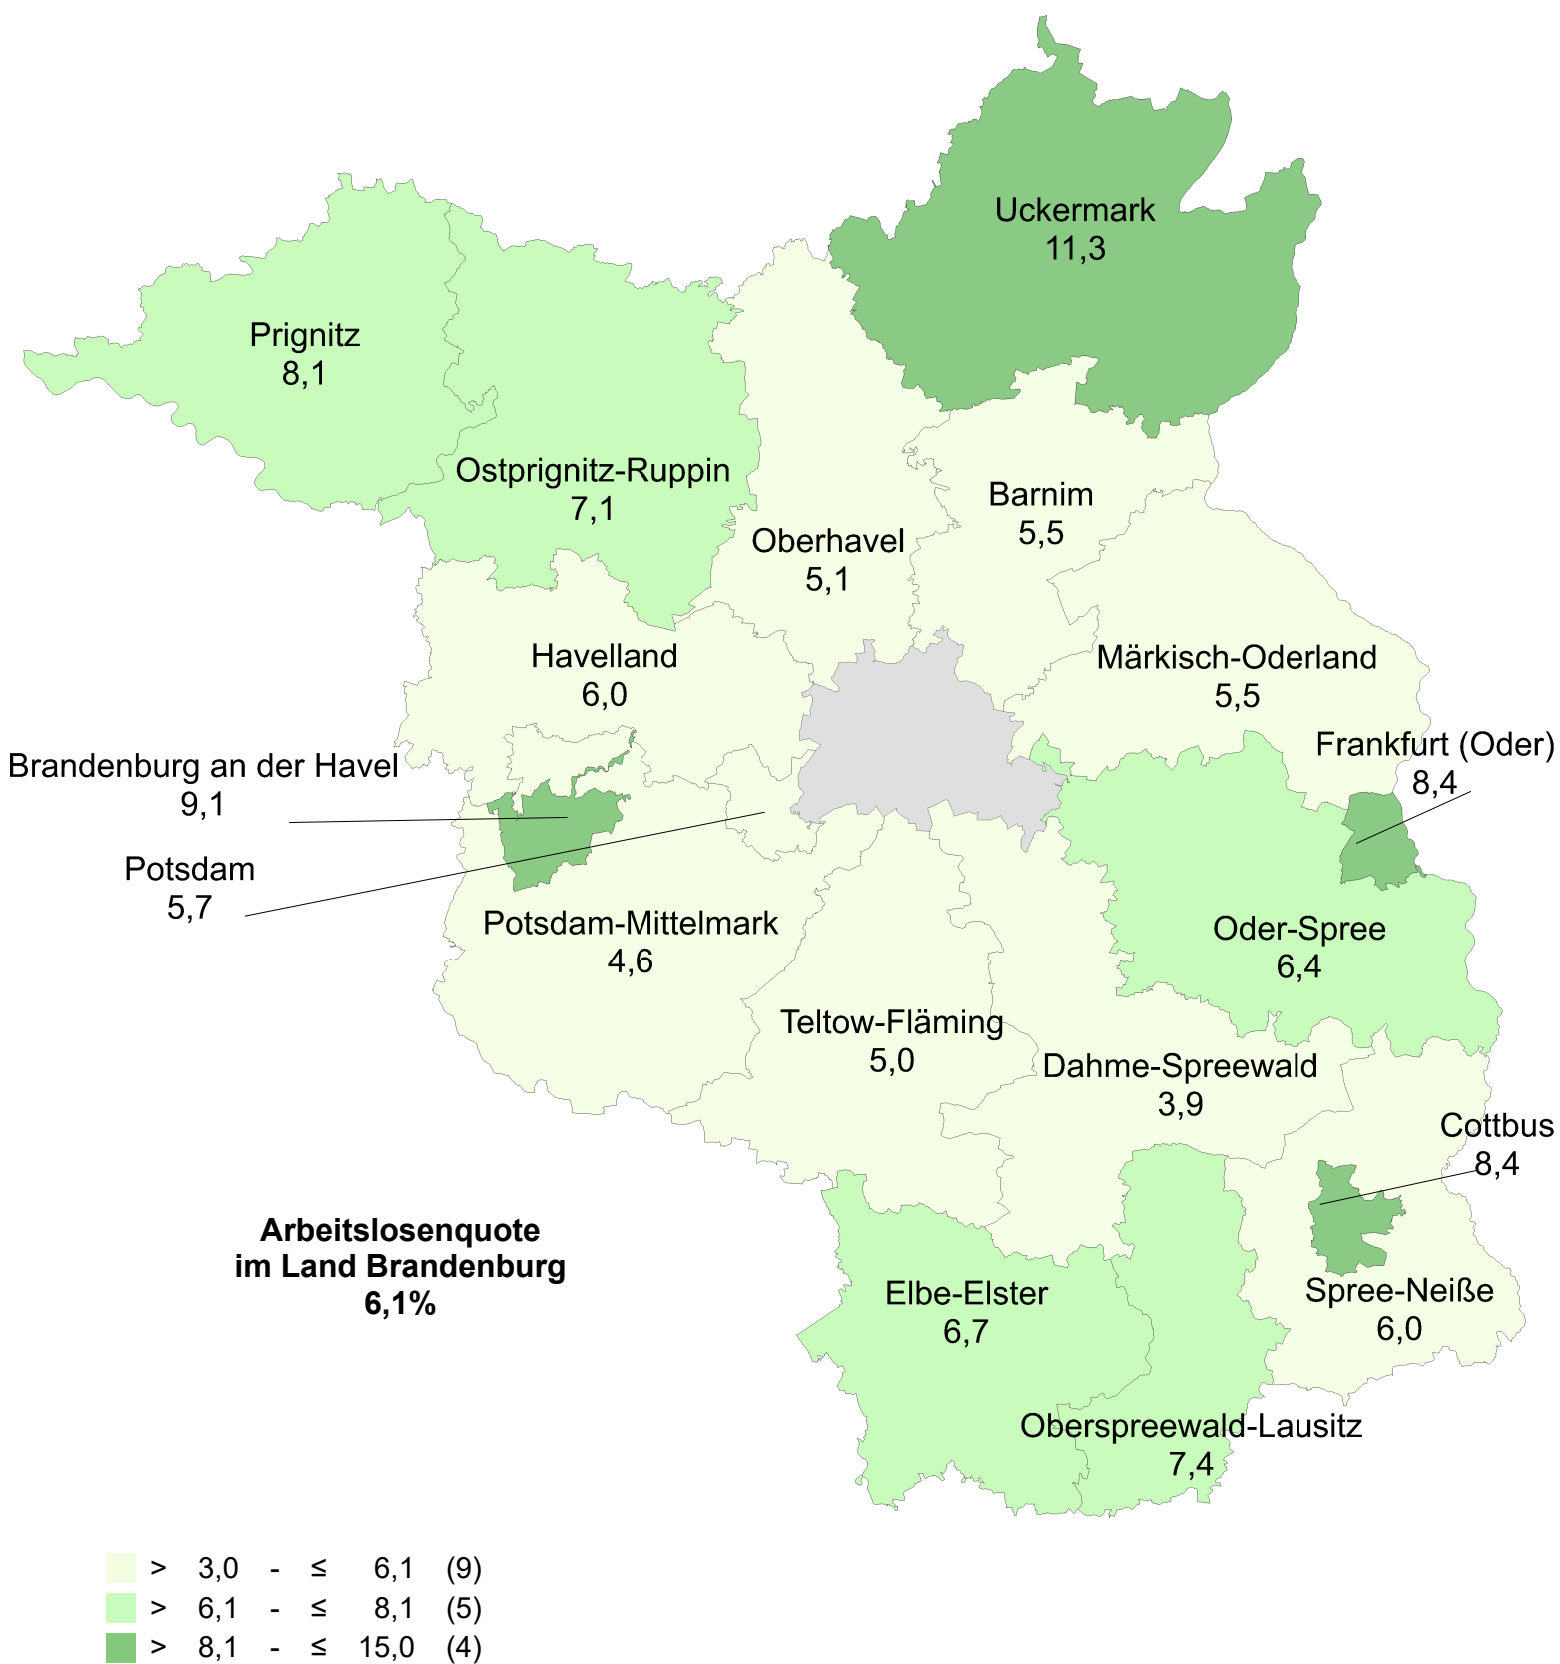 Uckermark
11,3
Prignitz
8,1
Ostprignitz-Ruppin
7,1
Barnim
5,5
Oberhavel
5,1
Havelland
6,0
Märkisch-Oderland
5,5
Frankfurt (Oder)
8,4
Brandenburg an der Havel
9,1
Potsdam
5,7
Potsdam-Mittelmark
4,6
Oder-Spree
6,4
Teltow-Fläming
5,0
Dahme-Spreewald
3,9
Cottbus
8,4
Arbeitslosenquote
im Land Brandenburg
6,1%
Elbe-Elster
6,7
Spree-Neiße
6,0
Oberspreewald-Lausitz
7,4
> 3,0 - ≤ 6,1 (9)
> 6,1 - ≤ 8,1 (5)
> 8,1 - ≤ 15,0 (4)